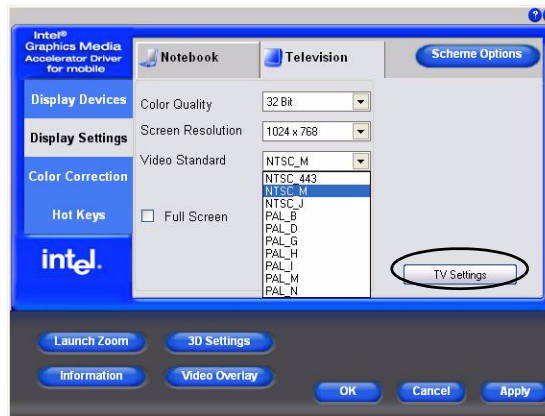 ?
Intel®
Graphics Media
Accelerator Driver
for mobile
Notebook
Television
Scheme Options
Display Devices
Display Settings
Color Correction
Hot Keys
intel.
Color Quality
32 Bit
Screen Resolution
1024 x 768
Video Standard
NTSC_M
NTSC_443
NTSC_M
NTSC_J
PAL_B
PAL_D
PAL_G
PAL_H
PAL_I
PAL_M
PAL_N
Full Screen
TV Settings
Launch Zoom
3D Settings
Information
Video Overlay
OK
Cancel
Apply